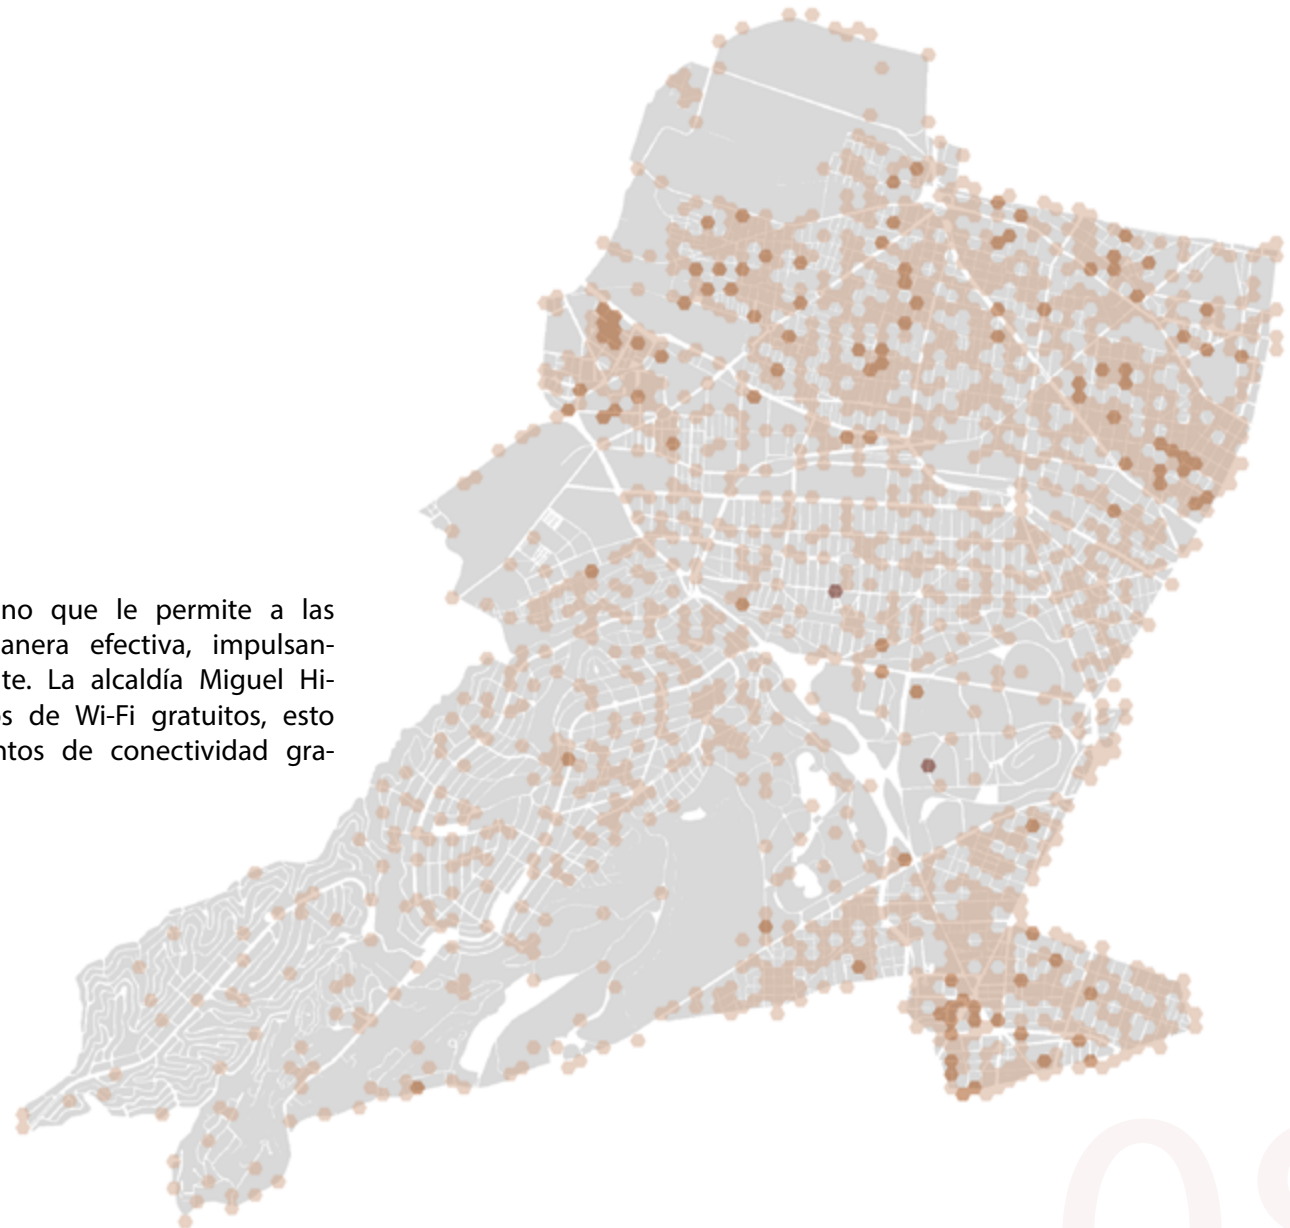 no que le permite a las
anera efectiva, impulsan-
te. La alcaldía Miguel Hi-
s de Wi-Fi gratuitos, esto
ntos de conectividad gra-
0